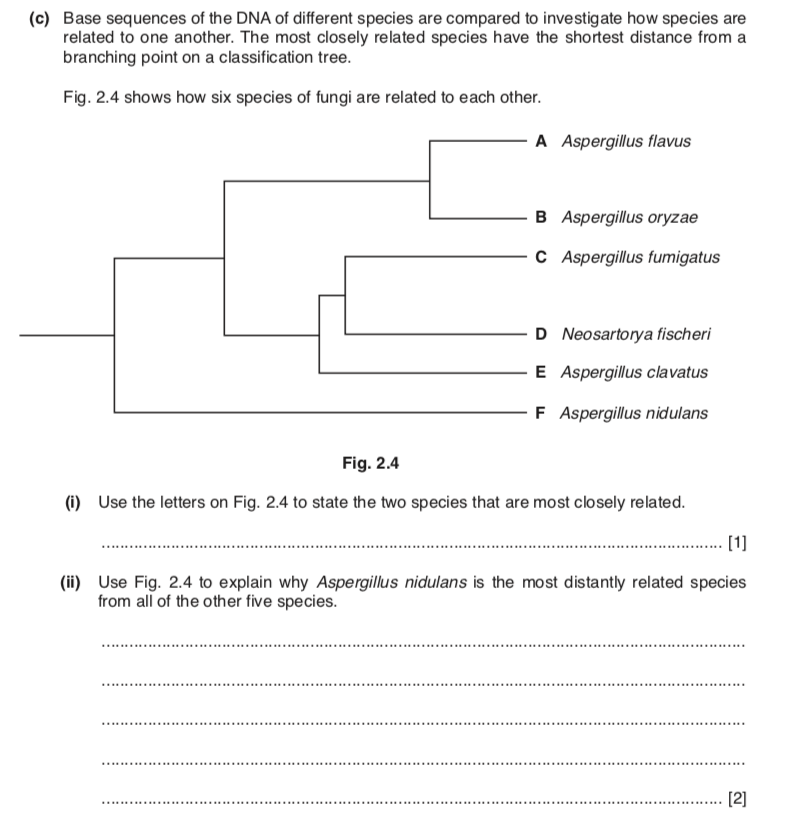 (c) Base sequences of the DNA of different species are compared to investigate how species are
related to one another. The most closely related species have the shortest distance from a
branching point on a classification tree.
Fig. 2.4 shows how six species of fungi are related to each other.
A Aspergillus flavus
B Aspergillus oryzae
C Aspergillus fumigatus
D Neosartorya fischeri
E Aspergillus clavatus
F Aspergillus nidulans
Fig. 2.4
(i) Use the letters on Fig. 2.4 to state the two species that are most closely related.
[1]
(ii) Use Fig. 2.4 to explain why Aspergillus nidulans is the most distantly related species
from all of the other five species.
[2]